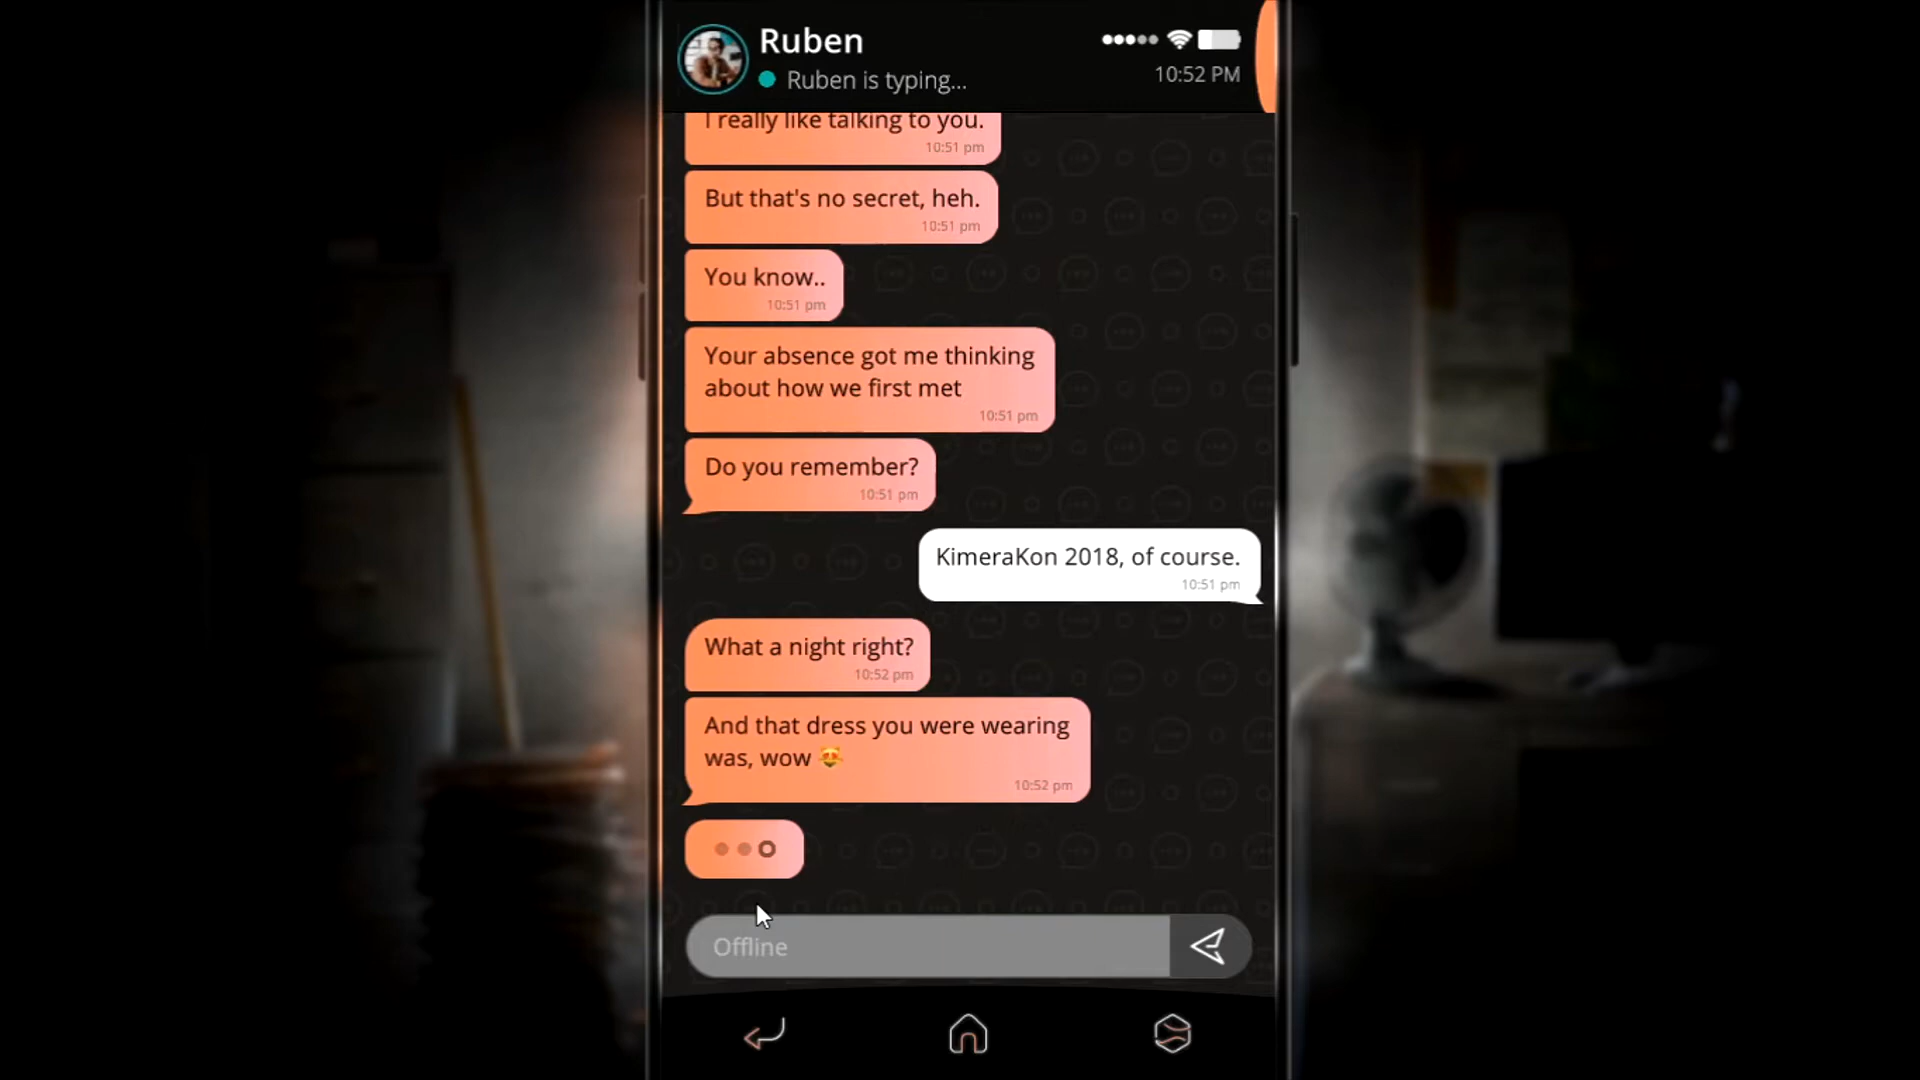 Ruben
Ruben is typing...
10:52 PM
I really like talking to you.
10:51 pm
But that's no secret, heh.
10:51 pm
You know..
10:51 pm
Your absence got me thinking
about how we first met
10:51 pm
Do you remember?
10:51 pm
KimeraKon 2018, of course.
10:51 pm
What a night right?
10:52 pm
And that dress you were wearing
was, wow 😻
10:52 pm
Offline